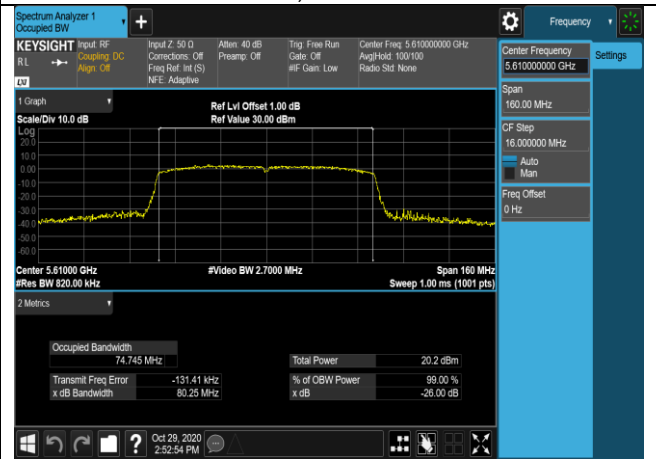 Spectrum Analyzer 1
Occupied BW
Frequency
KEYSIGHT
RL
LXI
Input: RF
Coupling: DC
Align: Off
Input Z: 50 Ω
Corrections: Off
Freq Ref: Int (S)
NFE: Adaptive
Atten: 40 dB
Preamp: Off
Trig: Free Run
Gate: Off
#IF Gain: Low
Center Freq: 5.610000000 GHz
Avg|Hold: 100/100
Radio Std: None
1 Graph
Scale/Div 10.0 dB
Ref Lvl Offset 1.00 dB
Ref Value 30.00 dBm
Log
20.0
10.0
0.00
-10.0
-20.0
-30.0
-40.0
-50.0
-60.0
Center 5.61000 GHz
#Video BW 2.7000 MHz
Span 160 MHz
#Res BW 820.00 kHz
Sweep 1.00 ms (1001 pts)
2 Metrics
Occupied Bandwidth
74.745 MHz
Total Power 20.2 dBm
Transmit Freq Error -131.41 kHz
% of OBW Power 99.00 %
x dB Bandwidth 80.25 MHz
x dB -26.00 dB
Oct 29, 2020
2:52:54 PM
Center Frequency
5.610000000 GHz
Settings
Span
160.00 MHz
CF Step
16.000000 MHz
Auto
Man
Freq Offset
0 Hz